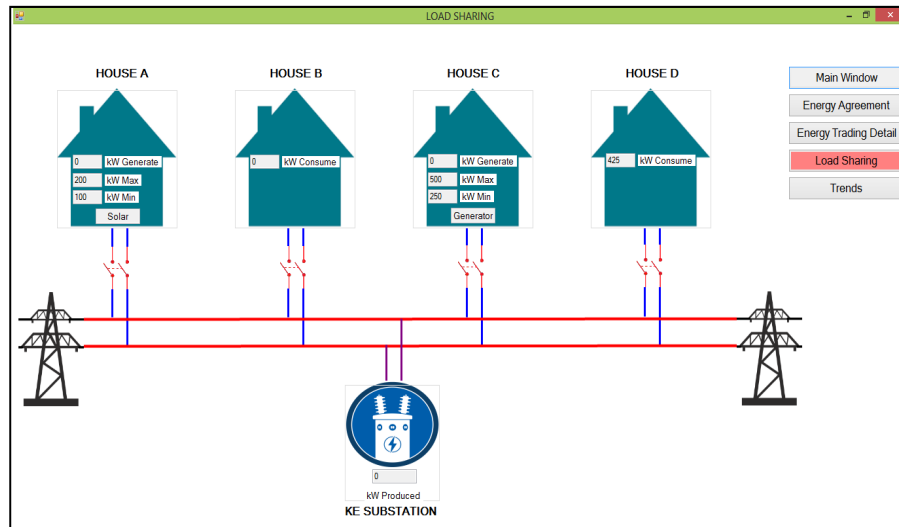 LOAD SHARING
HOUSE A
HOUSE B
HOUSE C
HOUSE D
0 kW Generate
200 kW Max
100 kW Min
Solar
0 kW Consume
0 kW Generate
500 kW Max
250 kW Min
Generator
425 kW Consume
Main Window
Energy Agreement
Energy Trading Detail
Load Sharing
Trends
0
kW Produced
KE SUBSTATION